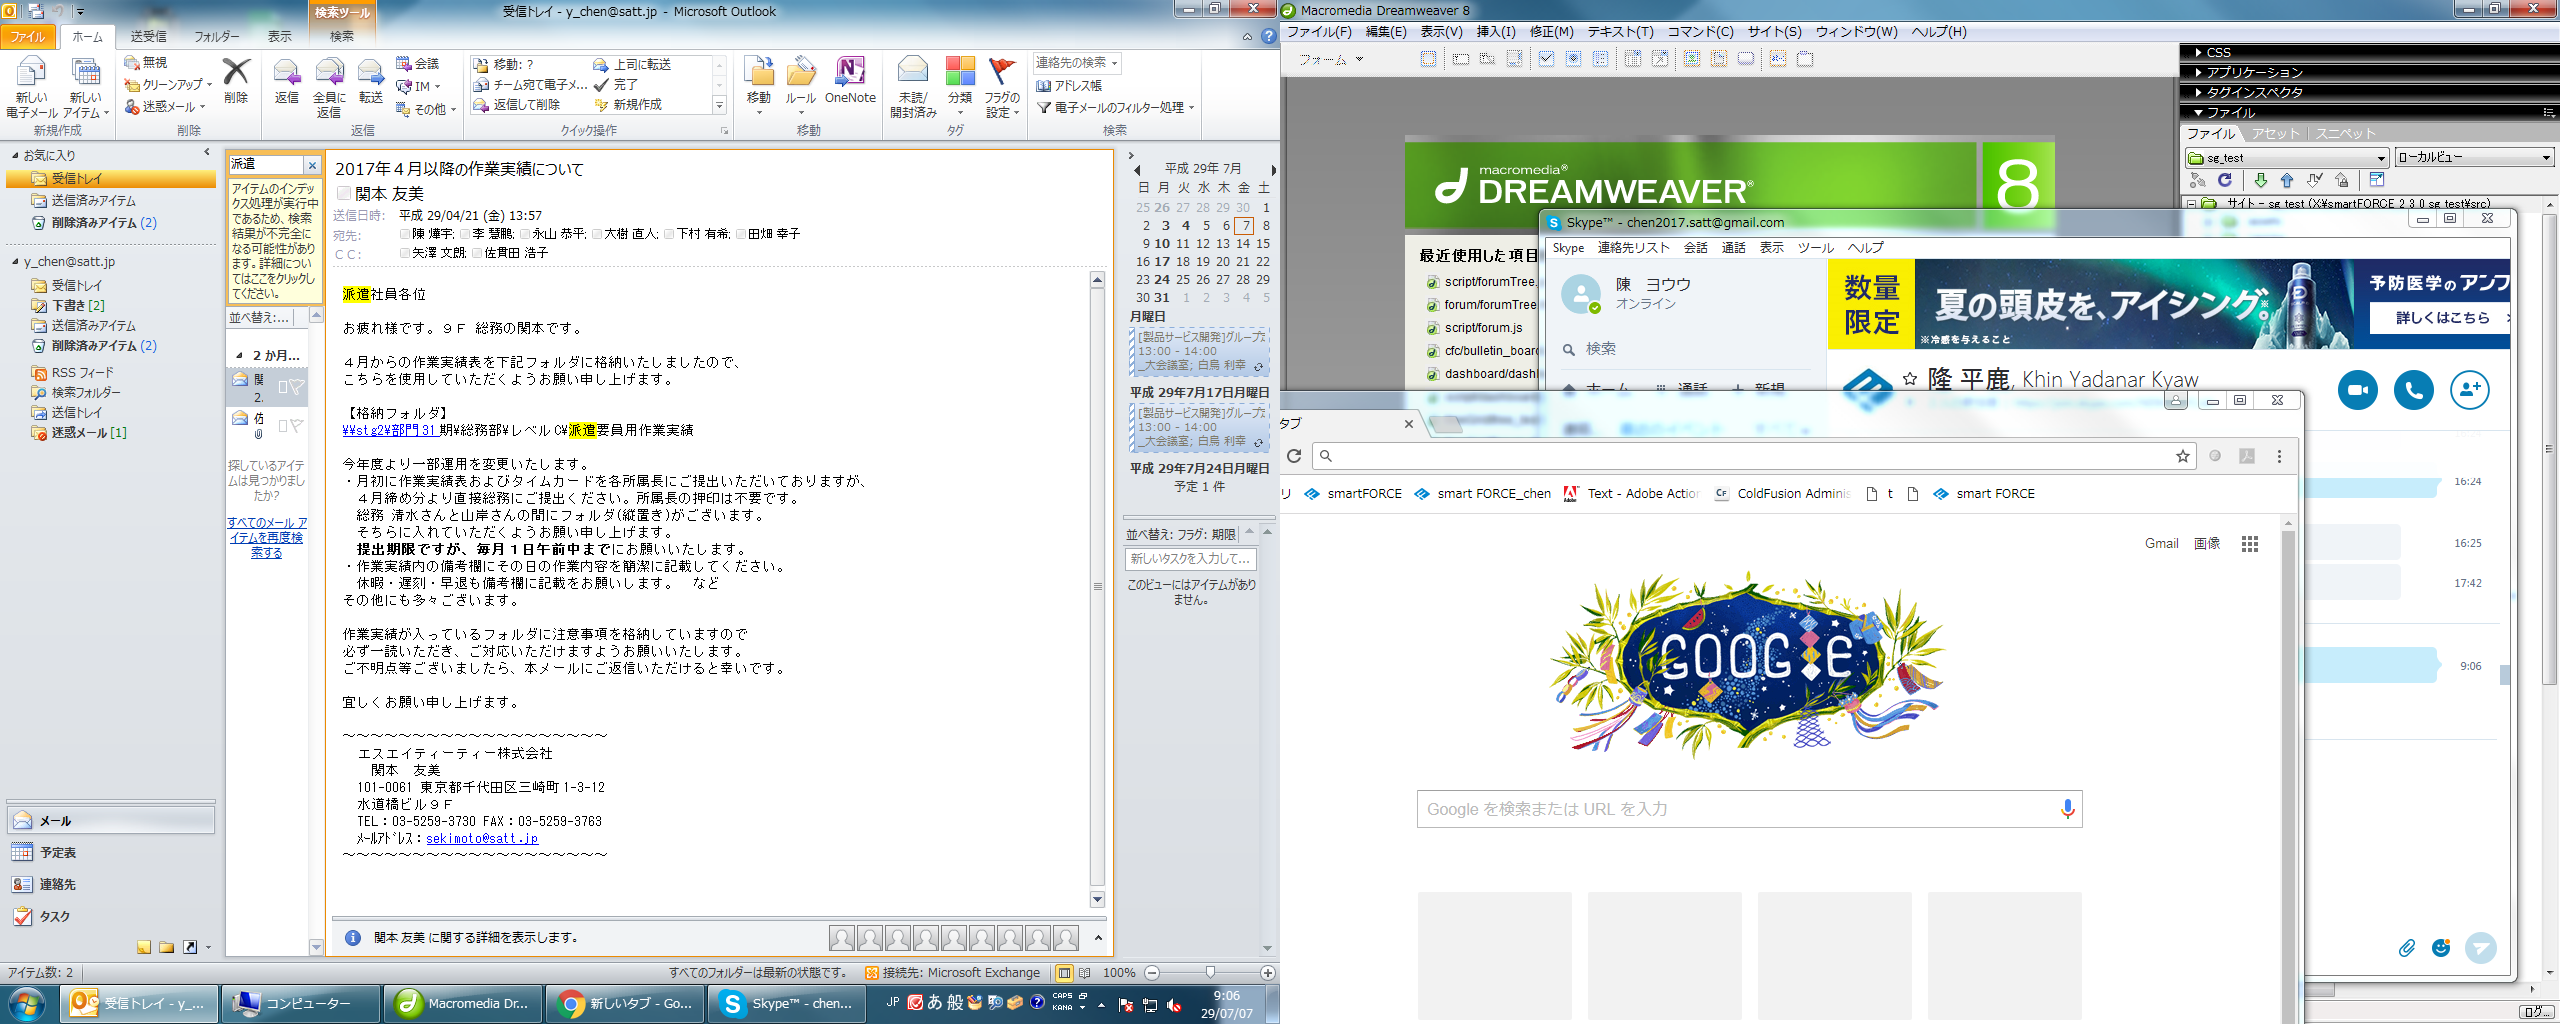 受信トレイ - y_chen@satt.jp - Microsoft Outlook
検索ツール
ファイル ホーム 送受信 フォルダー 表示 検索
新しい電子メール
新しいアイテム
新規作成
無視
クリーンアップ
迷惑メール
削除
削除
返信
全員に返信
転送
会議
IM
その他
返信
移動: ?
チーム宛て電子メ...
返信して削除
上司に転送
完了
新規作成
クイック操作
移動
ルール
OneNote
移動
未読/開封済み
分類
フラグの設定
タグ
連絡先の検索
アドレス帳
電子メールのフィルター処理
検索
お気に入り
受信トレイ
送信済みアイテム
削除済みアイテム (2)
y_chen@satt.jp
受信トレイ
下書き [2]
送信済みアイテム
削除済みアイテム (2)
RSS フィード
検索フォルダー
送信トレイ
迷惑メール [1]
メール
予定表
連絡先
タスク
派遣
アイテムのインデッ
クス処理が実行中
であるため、検索
結果が不完全に
なる可能性があり
ます。詳細につい
てはここをクリックし
てください。
並べ替え:...
2 か月...
関
2.
佐
探しているアイテ
ムは見つかりまし
たか?
すべてのメール ア
イテムを再度検
索する
2017年４月以降の作業実績について
関本 友美
送信日時: 平成 29/04/21 (金) 13:57
宛先: 陳 燁宇; 李 慧鵬; 永山 恭平; 大樹 直人; 下村 有希; 田畑 幸子
ＣＣ: 矢澤 文朗; 佐貫田 浩子
派遣社員各位
お疲れ様です。９Ｆ 総務の関本です。
４月からの作業実績表を下記フォルダに格納いたしましたので、
こちらを使用していただくようお願い申し上げます。
【格納フォルダ】
¥¥stg2¥部門31期¥総務部¥レベルC¥派遣要員用作業実績
今年度より一部運用を変更いたします。
・月初に作業実績表およびタイムカードを各所属長にご提出いただいておりますが、
４月締め分より直接総務にご提出ください。所属長の押印は不要です。
総務 清水さんと山岸さんの間にフォルダ(縦置き)がございます。
そちらに入れていただくようお願い申し上げます。
提出期限ですが、毎月１日午前中までにお願いいたします。
・作業実績内の備考欄にその日の作業内容を簡潔に記載してください。
休暇・遅刻・早退も備考欄に記載をお願いします。 など
その他にも多々ございます。
作業実績が入っているフォルダに注意事項を格納していますので
必ず一読いただき、ご対応いただけますようお願いいたします。
ご不明点等ございましたら、本メールにご返信いただけると幸いです。
宜しくお願い申し上げます。
～～～～～～～～～～～～～～～～～～～
エスエイティーティー株式会社
関本 友美
101-0061 東京都千代田区三崎町1-3-12
水道橋ビル９Ｆ
TEL：03-5259-3730 FAX：03-5259-3763
ﾒｰﾙｱﾄﾞﾚｽ：sekimoto@satt.jp
～～～～～～～～～～～～～～～～～～～
関本 友美 に関する詳細を表示します。
平成 29年 7月
日 月 火 水 木 金 土
25 26 27 28 29 30 1
2 3 4 5 6 7 8
9 10 11 12 13 14 15
16 17 18 19 20 21 22
23 24 25 26 27 28 29
30 31 1 2 3 4 5
月曜日
[製品サービス開発]グループ
13:00 - 14:00
_大会議室; 白鳥 利幸
平成 29年7月17日月曜日
[製品サービス開発]グループ
13:00 - 14:00
_大会議室; 白鳥 利幸
平成 29年7月24日月曜日
予定 1 件
並べ替え: フラグ: 期限
新しいタスクを入力して...
このビューにはアイテムがあり
ません。
アイテム数: 2
すべてのフォルダーは最新の状態です。
接続先: Microsoft Exchange
100%
受信トレイ - y_...
コンピューター
Macromedia Dr...
新しいタブ - Go...
Skype™ - chen...
JP あ 般 CAPS KANA
9:06
29/07/07
Macromedia Dreamweaver 8
ファイル(F) 編集(E) 表示(V) 挿入(I) 修正(M) テキスト(T) コマンド(C) サイト(S) ウィンドウ(W) ヘルプ(H)
フォーム
macromedia®
DREAMWEAVER® 8
最近使用した項目
script/forumTree.
forum/forumTree.
script/forum.js
cfc/bulletin_board
dashboard/dash
CSS
アプリケーション
タグインスペクタ
ファイル
ファイル アセット スニペット
sg_test
ローカルビュー
サイト - sg_test (X:¥smartFORCE_2_3_0_sg_test¥src)
ログ...
Skype™ - chen2017.satt@gmail.com
Skype 連絡先リスト 会話 通話 表示 ツール ヘルプ
陳 ヨウウ
オンライン
検索
ホーム 通話 新規
数量
限定
夏の頭皮を、アイシング。
※冷感を与えること
予防医学のアンフ
詳しくはこちら
隆 平鹿, Khin Yadanar Kyaw
16:24
16:25
17:42
9:06
タブ
リ smartFORCE smart FORCE_chen Text - Adobe Action ColdFusion Adminis t smart FORCE
Gmail 画像
GOOGLE
Google を検索または URL を入力